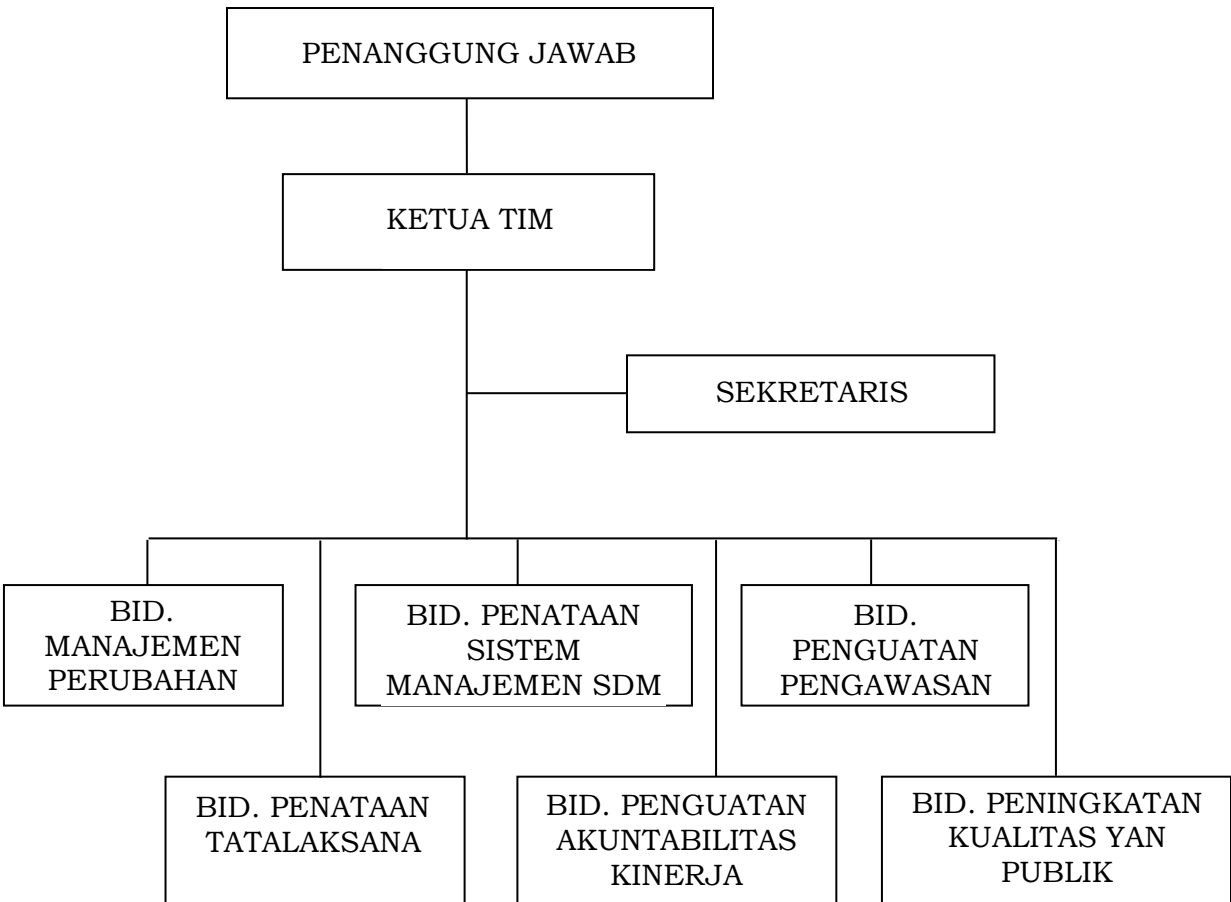 PENANGGUNG JAWAB
KETUA TIM
SEKRETARIS
BID.
MANAJEMEN
PERUBAHAN
BID. PENATAAN
SISTEM
MANAJEMEN SDM
BID.
PENGUATAN
PENGAWASAN
BID. PENATAAN
TATALAKSANA
BID. PENGUATAN
AKUNTABILITAS
KINERJA
BID. PENINGKATAN
KUALITAS YAN
PUBLIK